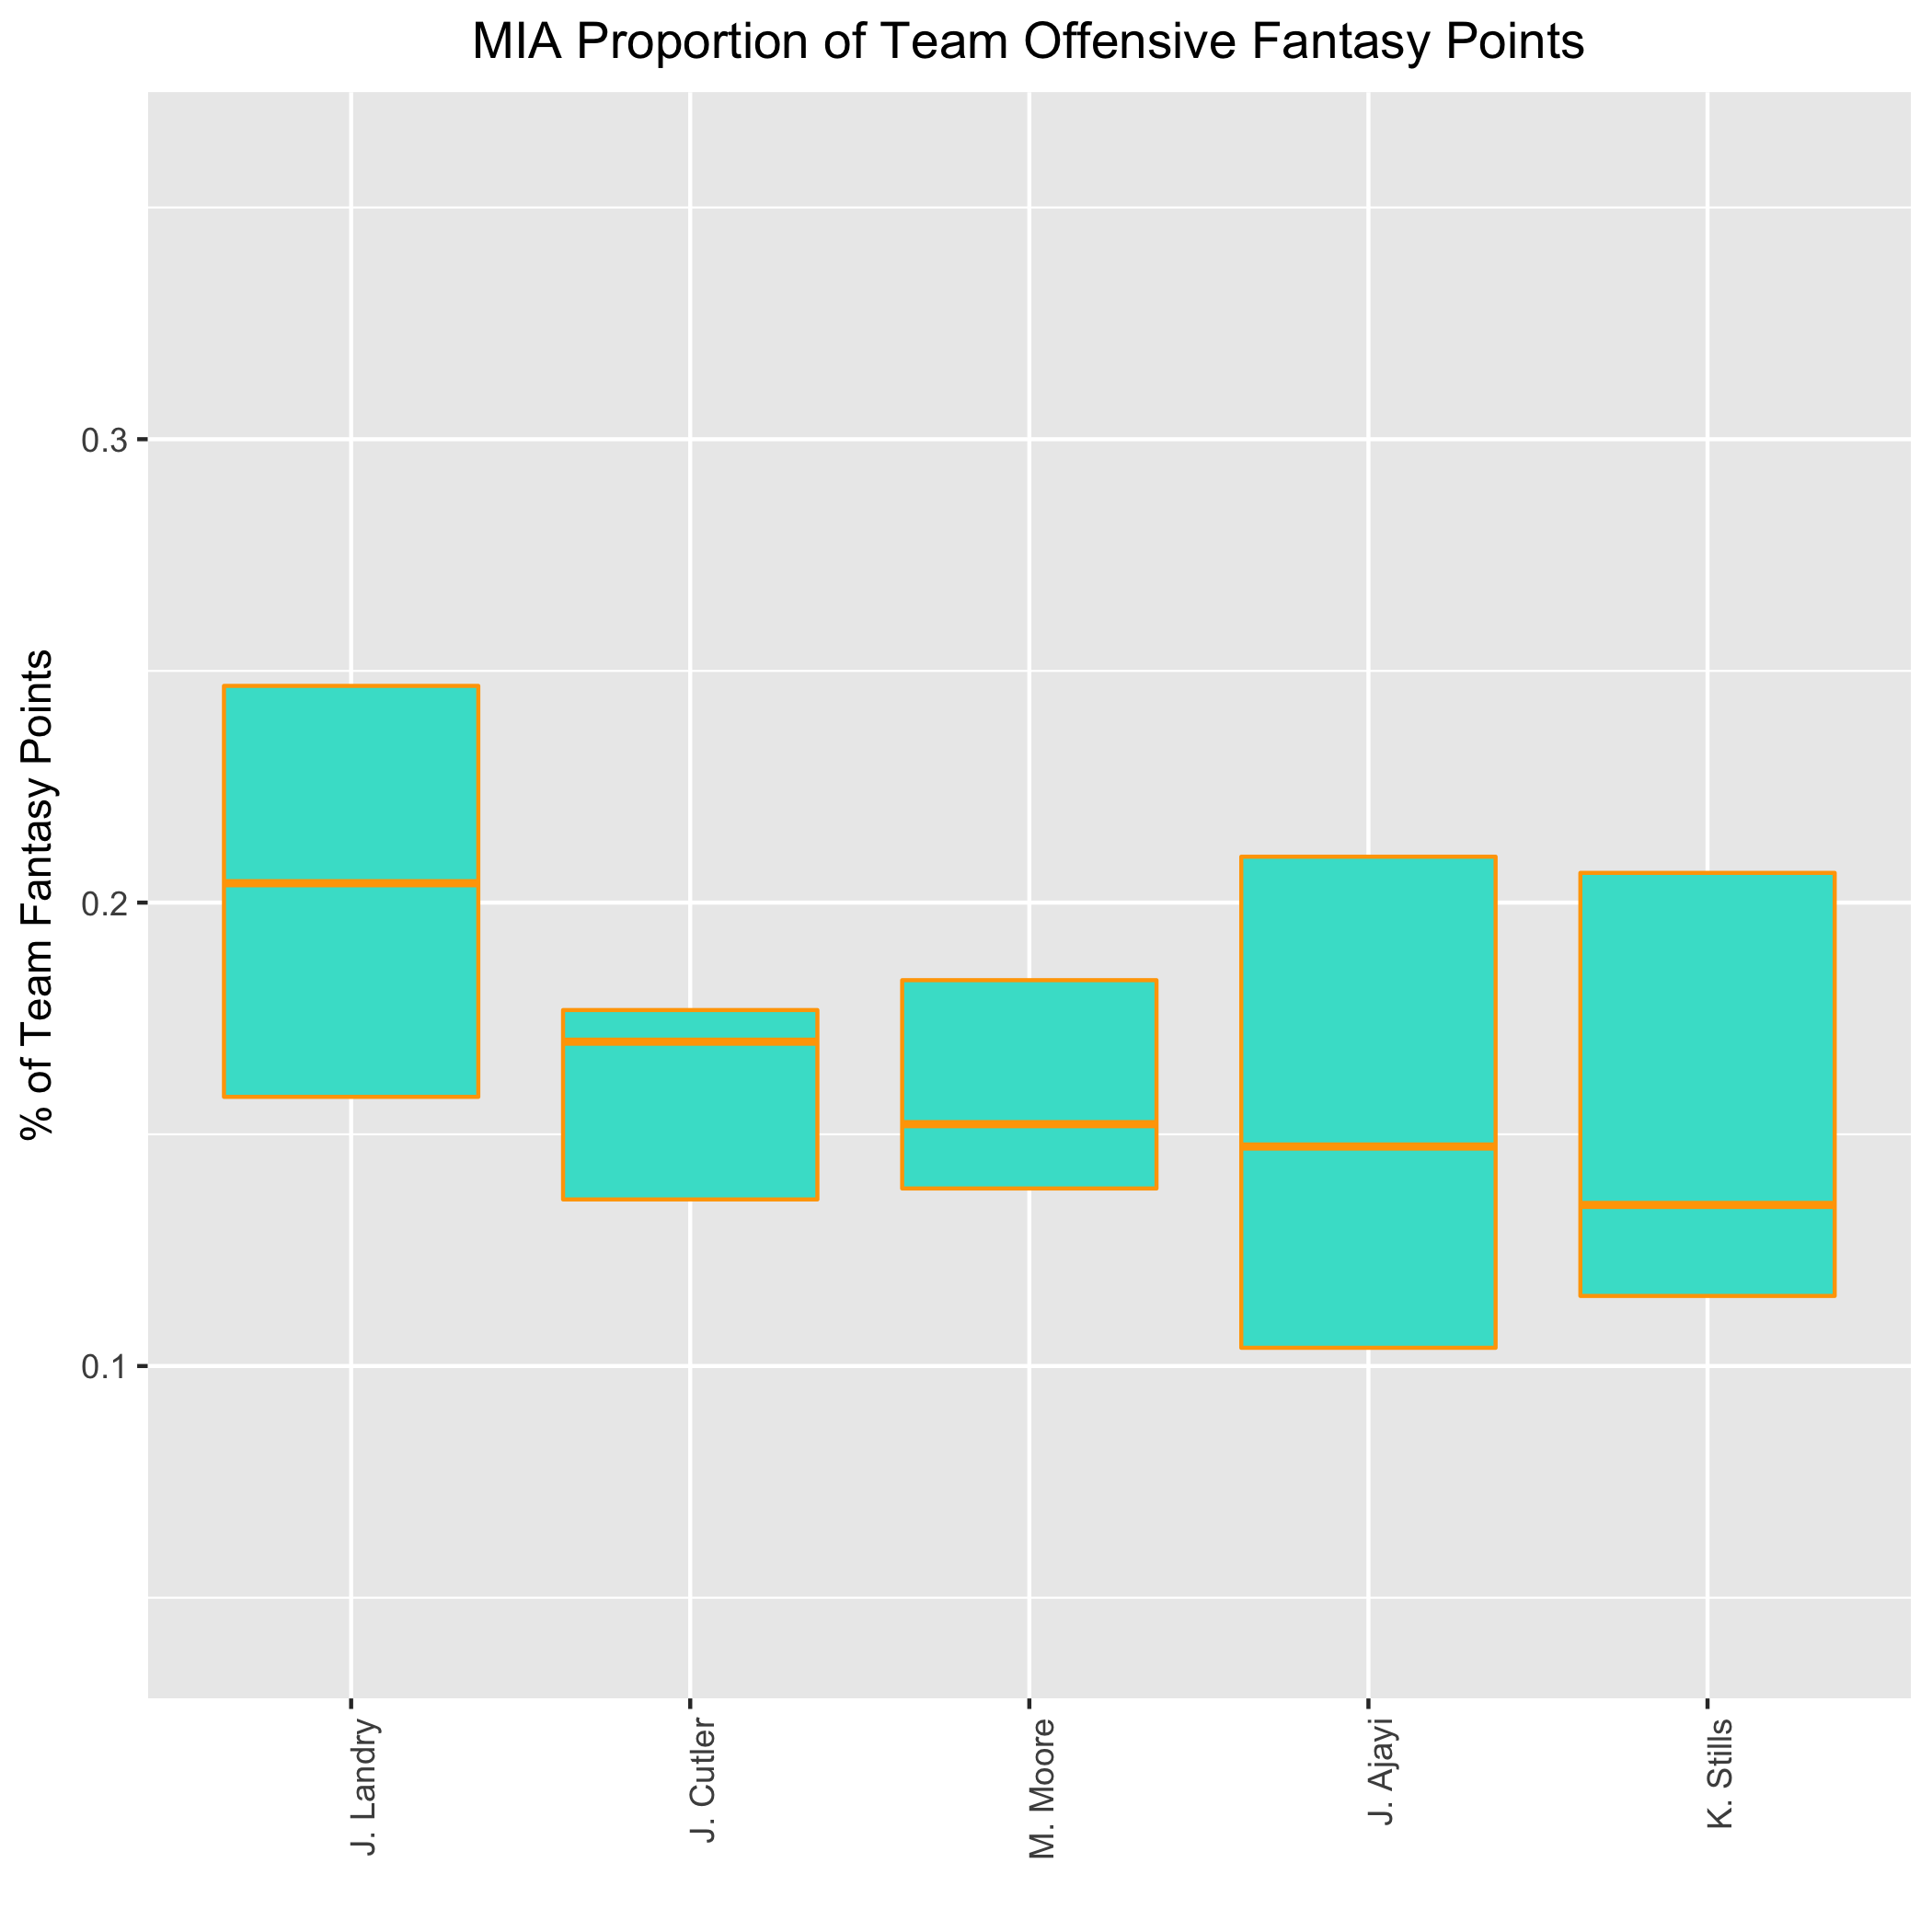 MIA Proportion of Team Offensive Fantasy Points
% of Team Fantasy Points
0.3
0.2
0.1
J. Landry
J. Cutler
M. Moore
J. Ajayi
K. Stills